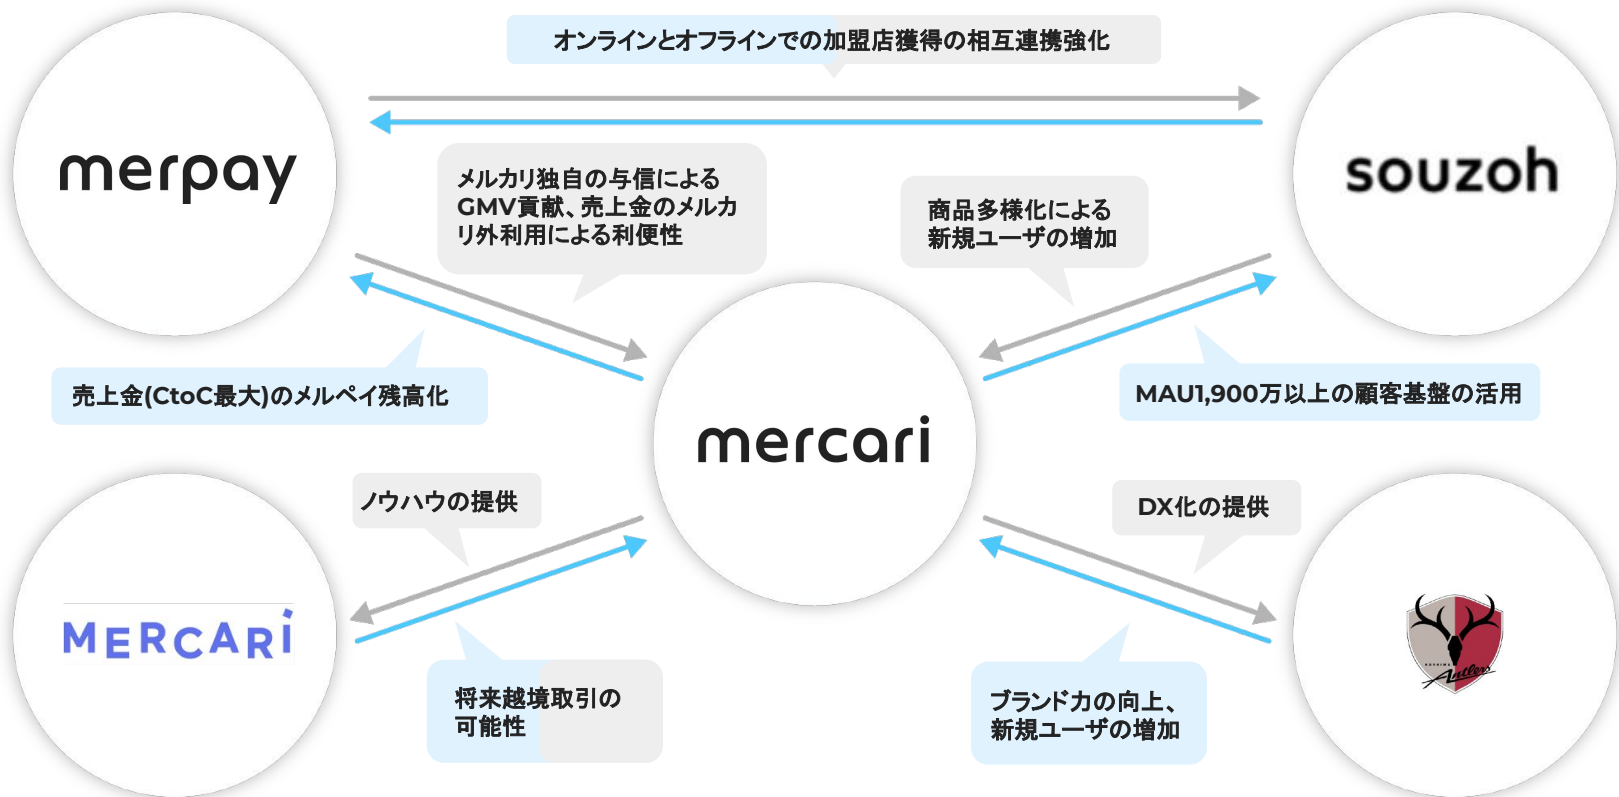 オンラインとオフラインでの加盟店獲得の相互連携強化
merpay
souzoh
メルカリ独自の与信による
GMV貢献、売上金のメルカ
リ外利用による利便性
商品多様化による
新規ユーザの増加
売上金(CtoC最大)のメルペイ残高化
MAU1,900万以上の顧客基盤の活用
mercari
ノウハウの提供
DX化の提供
MERCARI
KASHIMA
Antlers
将来越境取引の
可能性
ブランド力の向上、
新規ユーザの増加